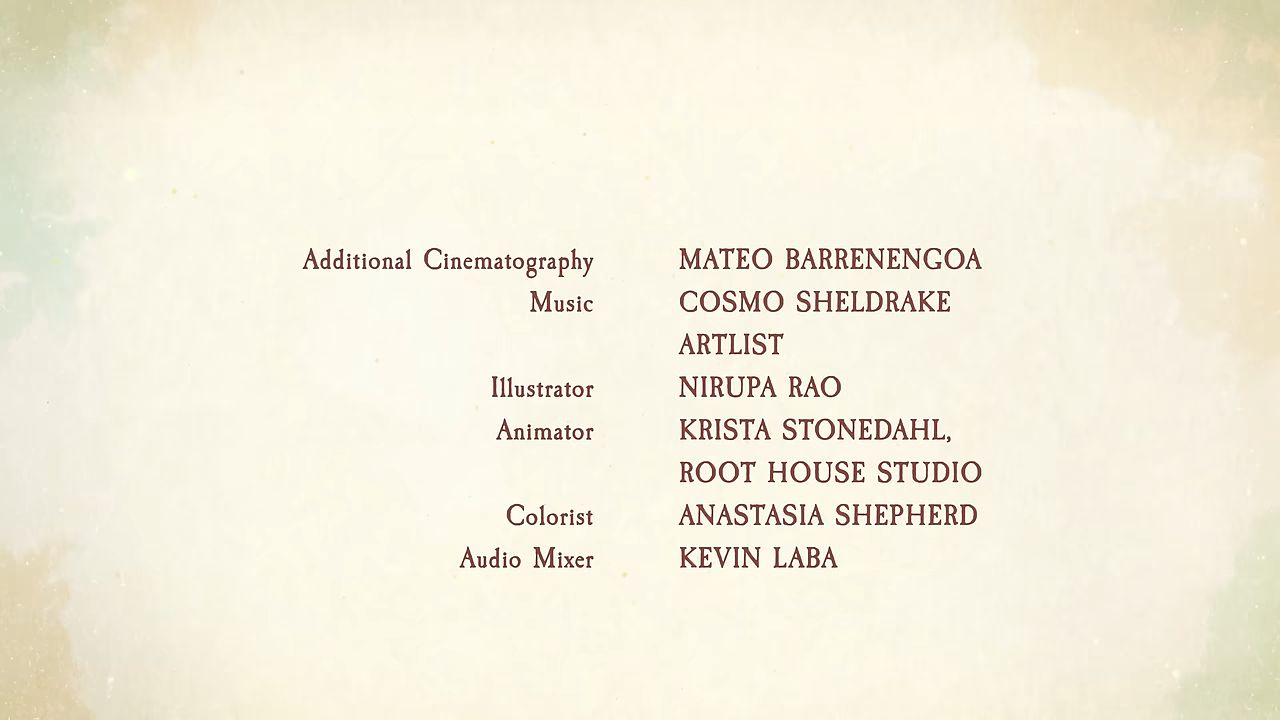 Additional Cinematography MATEO BARRENENGOA
Music COSMO SHELDRAKE
ARTLIST
Illustrator NIRUPA RAO
Animator KRISTA STONEDAHL,
ROOT HOUSE STUDIO
Colorist ANASTASIA SHEPHERD
Audio Mixer KEVIN LABA